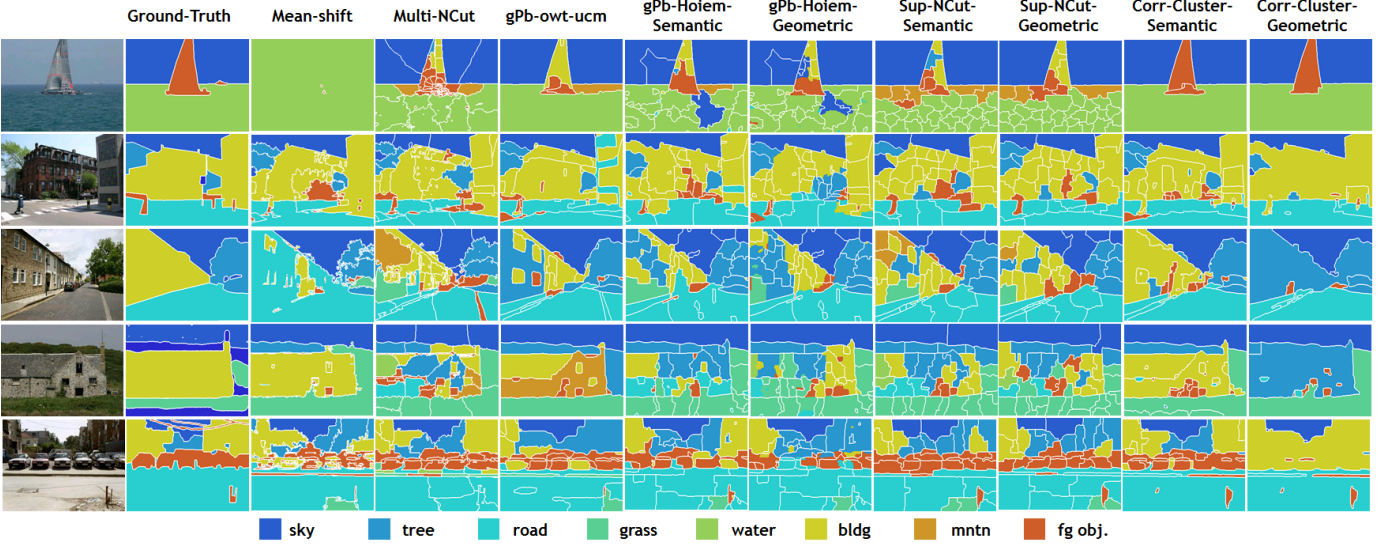 Ground-Truth Mean-shift Multi-NCut gPb-owt-ucm gPb-Hoiem-Semantic gPb-Hoiem-Geometric Sup-NCut-Semantic Sup-NCut-Geometric Corr-Cluster-Semantic Corr-Cluster-Geometric
sky tree road grass water bldg mntn fg obj.